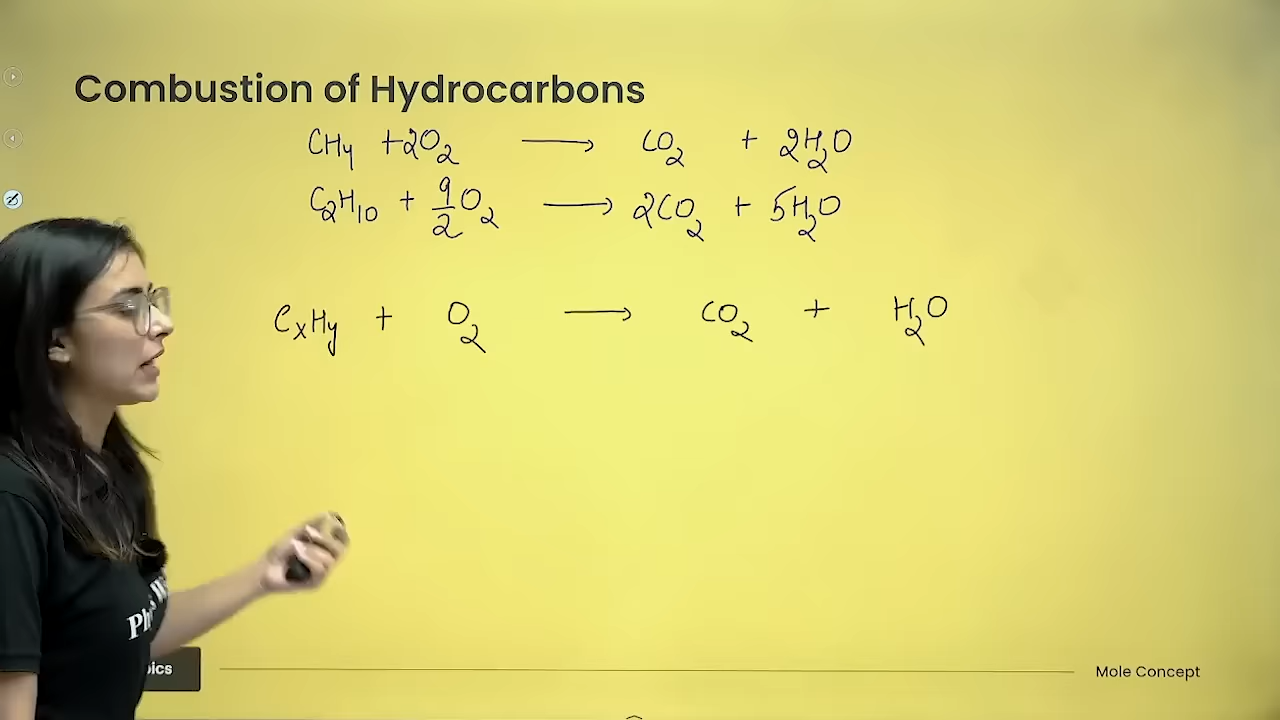 Combustion of Hydrocarbons
CH4 + 2O2 ⟶ CO2 + 2H2O
C2H10 + 9/2 O2 ⟶ 2CO2 + 5H2O
CxHy + O2 ⟶ CO2 + H2O
Mole Concept